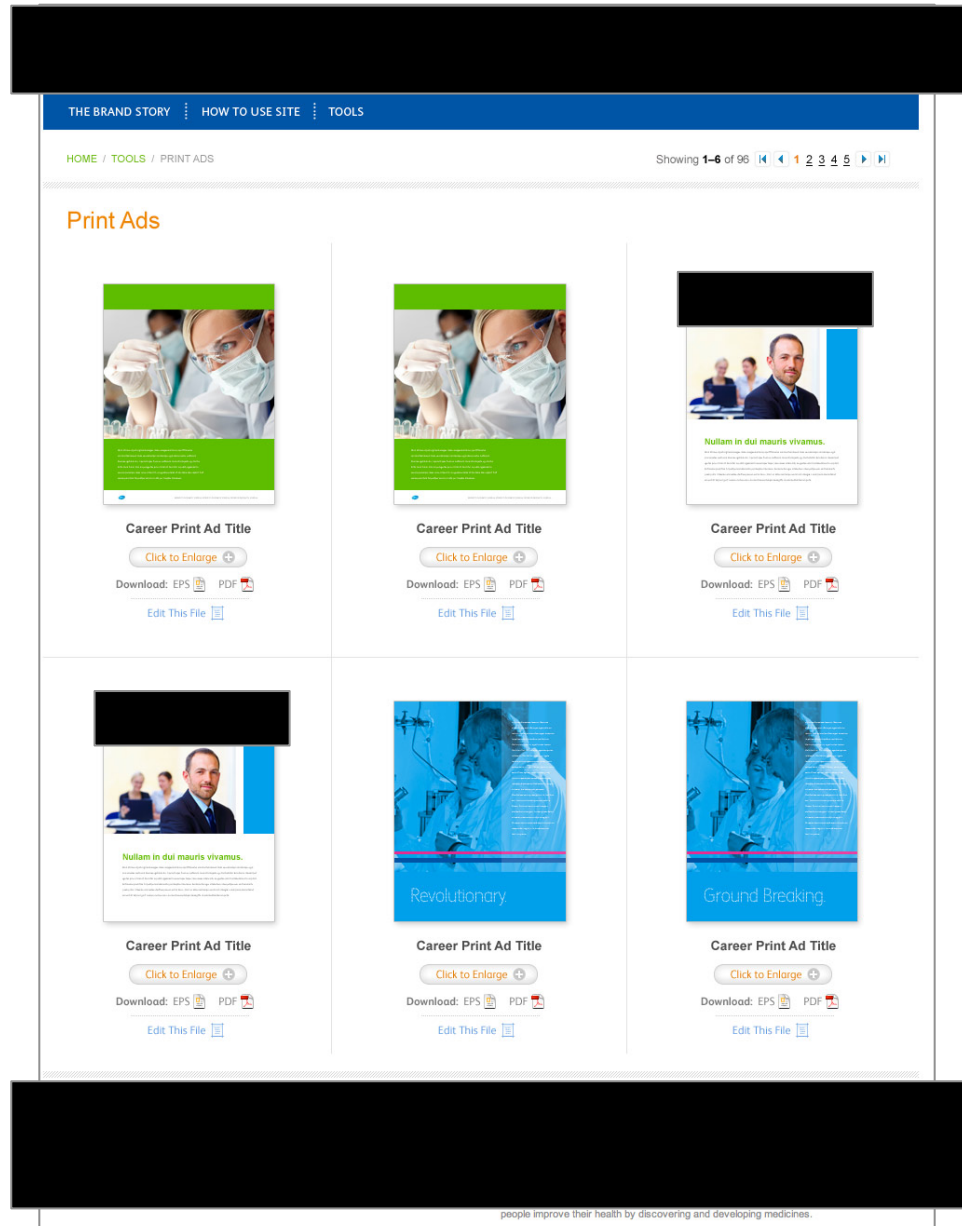 THE BRAND STORY HOW TO USE SITE TOOLS
HOME / TOOLS / PRINT ADS Showing 1–6 of 96 1 2 3 4 5
Print Ads
Nullam in dui mauris vivamus.
Career Print Ad Title Career Print Ad Title Career Print Ad Title
Click to Enlarge Click to Enlarge Click to Enlarge
Download: EPS PDF Download: EPS PDF Download: EPS PDF
Edit This File Edit This File Edit This File
Nullam in dui mauris vivamus.
Revolutionary. Ground Breaking.
Career Print Ad Title Career Print Ad Title Career Print Ad Title
Click to Enlarge Click to Enlarge Click to Enlarge
Download: EPS PDF Download: EPS PDF Download: EPS PDF
Edit This File Edit This File Edit This File
people improve their health by discovering and developing medicines.